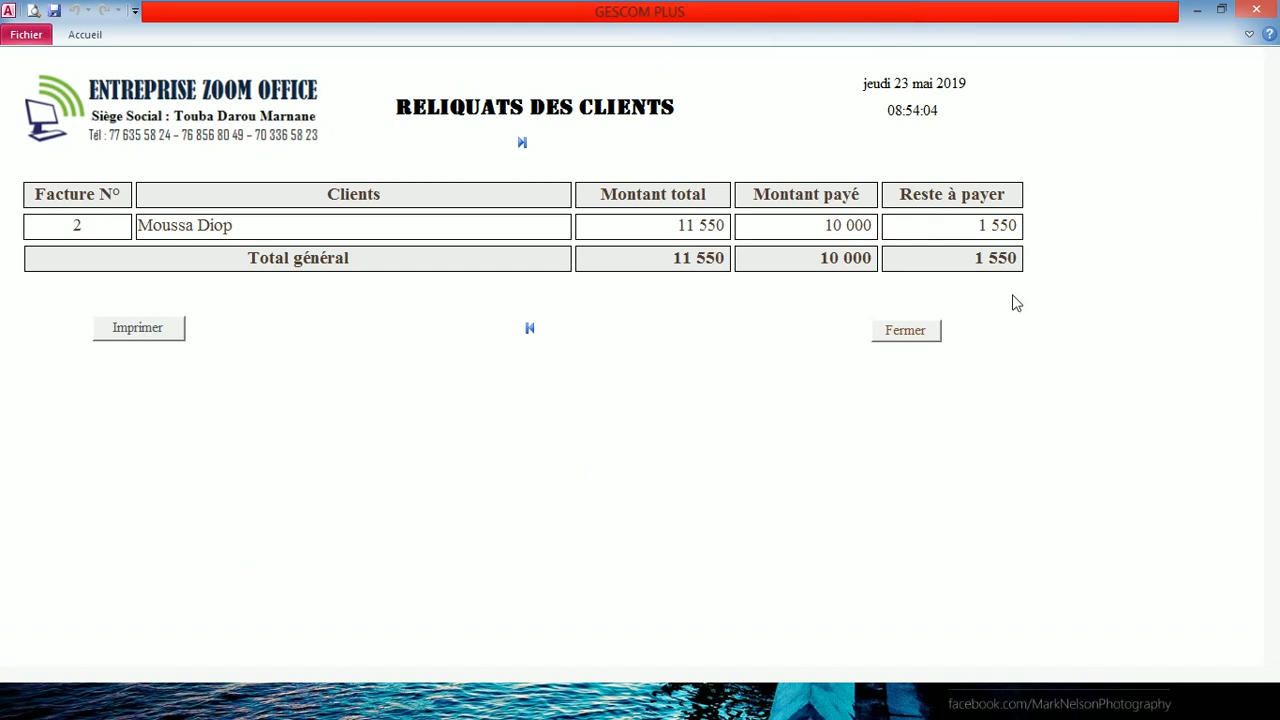 GESCOM PLUS
Fichier Accueil
ENTREPRISE ZOOM OFFICE
Siège Social : Touba Darou Marnane
Tél : 77 635 58 24 – 76 856 80 49 – 70 336 58 23
RELIQUATS DES CLIENTS
jeudi 23 mai 2019
08:54:04
Facture N° Clients Montant total Montant payé Reste à payer
2 Moussa Diop 11 550 10 000 1 550
Total général 11 550 10 000 1 550
Imprimer Fermer
facebook.com/MarkNelsonPhotography